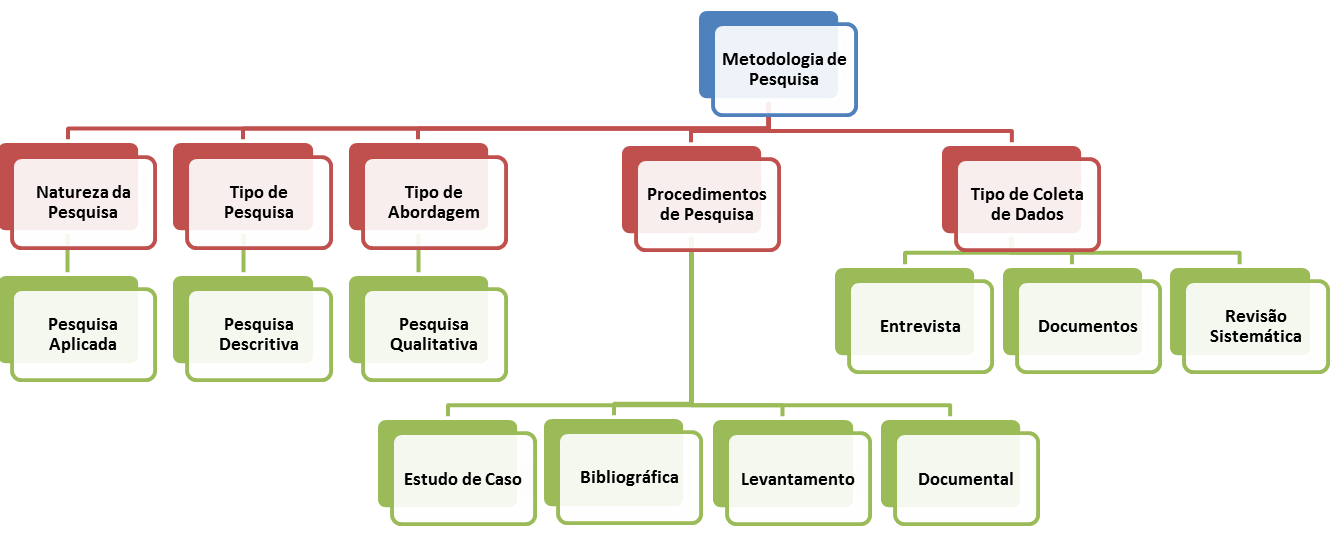 Metodologia de
Pesquisa
Natureza da
Pesquisa
Tipo de
Pesquisa
Tipo de
Abordagem
Procedimentos
de Pesquisa
Tipo de Coleta
de Dados
Pesquisa
Aplicada
Pesquisa
Descritiva
Pesquisa
Qualitativa
Entrevista
Documentos
Revisão
Sistemática
Estudo de Caso
Bibliográfica
Levantamento
Documental